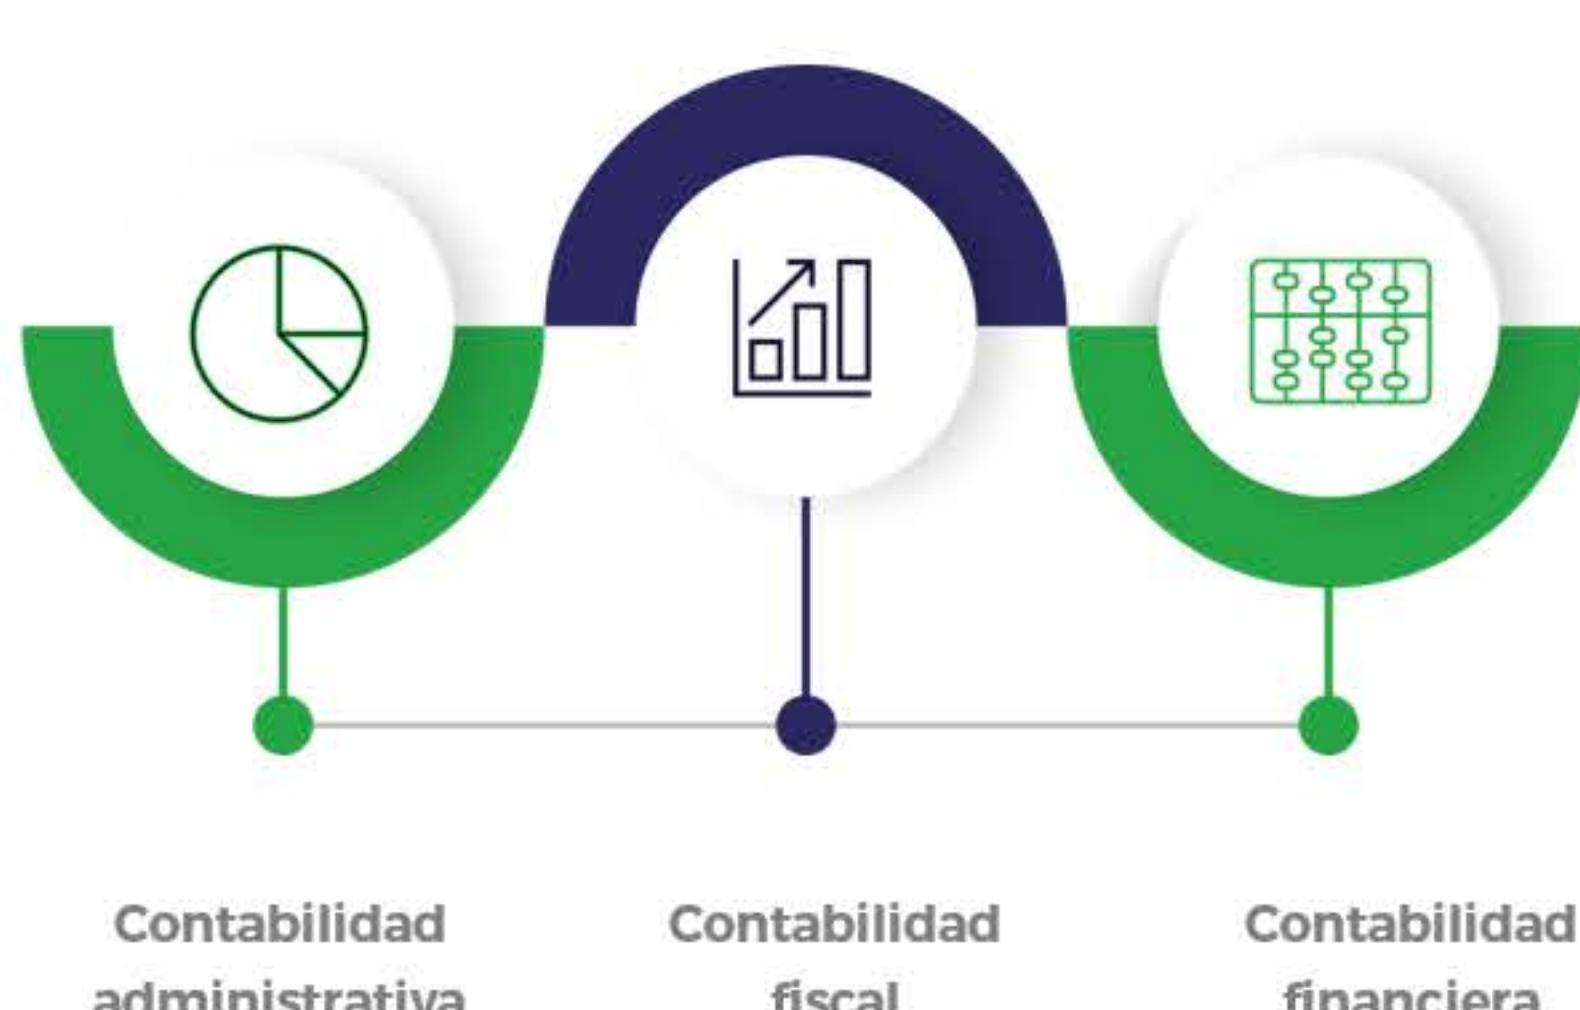 Contabilidad
administrativa
Contabilidad
fiscal
Contabilidad
financiera